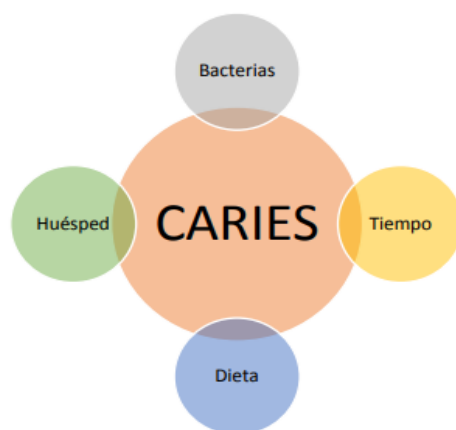 Bacterias
Huésped
CARIES
Tiempo
Dieta